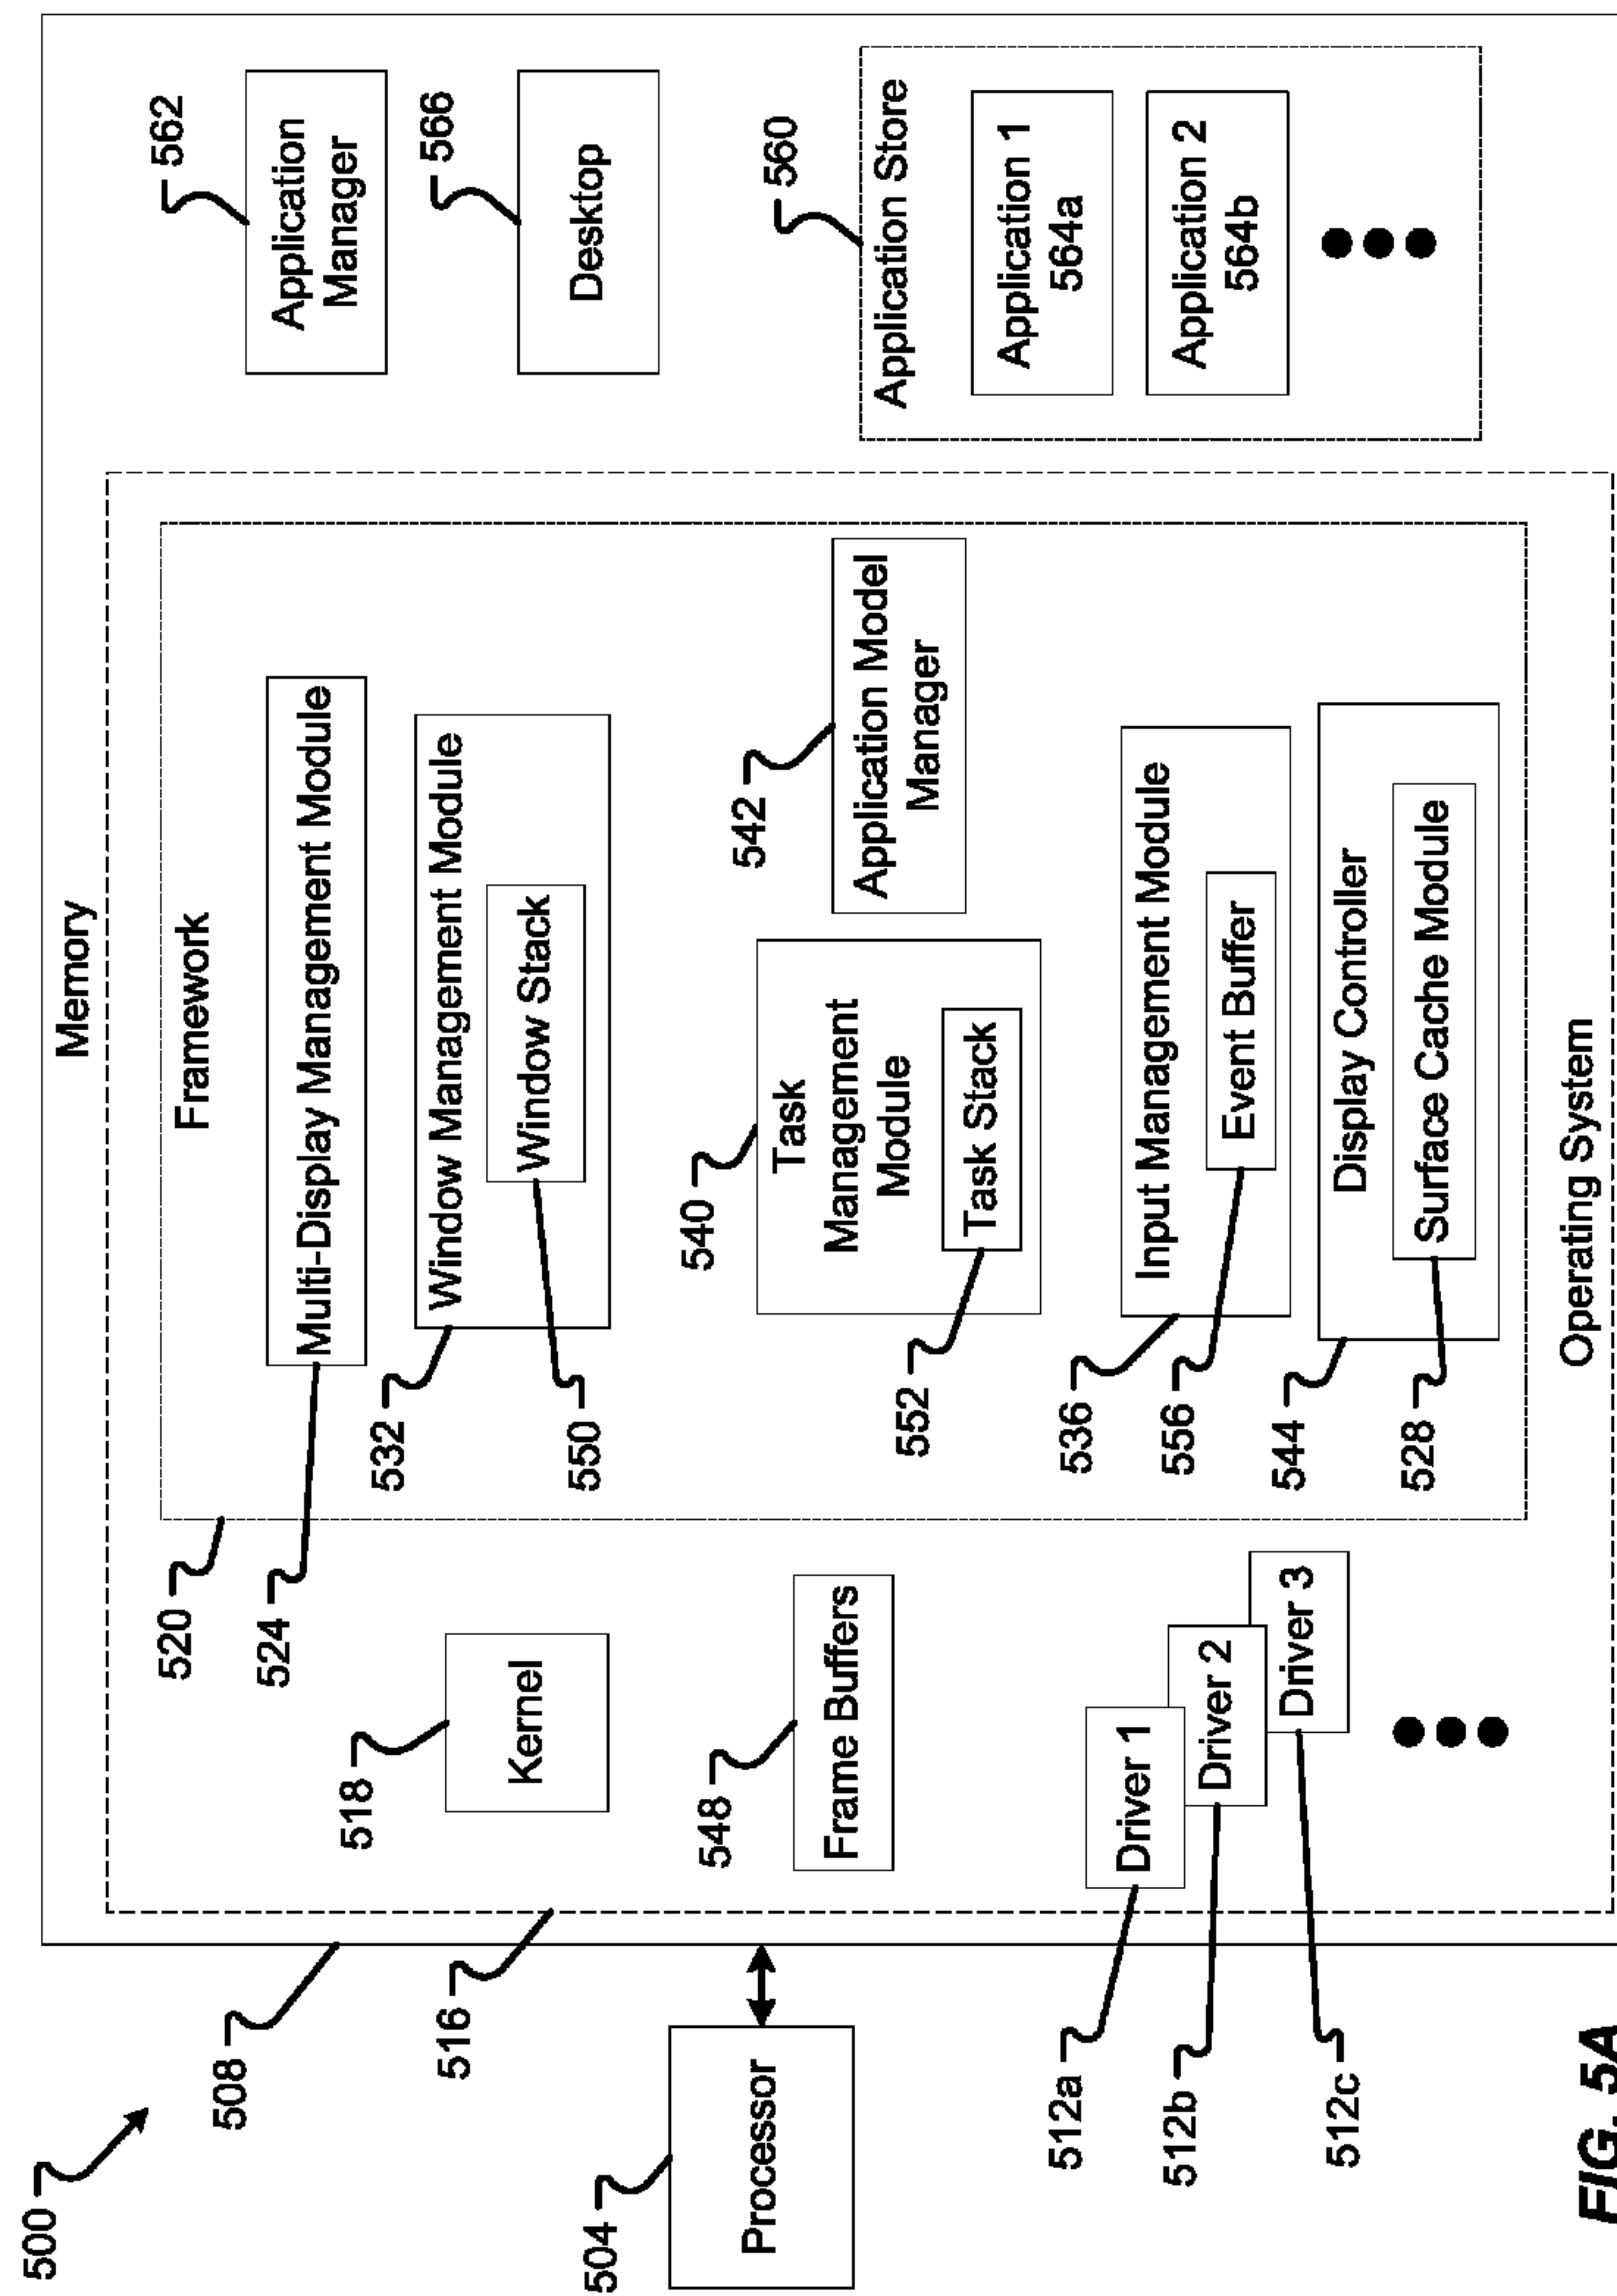 500
508
Memory
516
Operating System
520
Framework
524
Multi-Display Management Module
532
Window Management Module
550
Window Stack
518
Kernel
540
Task
Management
Module
552
Task Stack
542
Application Model
Manager
548
Frame Buffers
504
Processor
536
Input Management Module
556
Event Buffer
544
Display Controller
528
Surface Cache Module
512a
Driver 1
512b
Driver 2
512c
Driver 3
562
Application
Manager
566
Desktop
560
Application Store
Application 1
564a
Application 2
564b
FIG. 5A